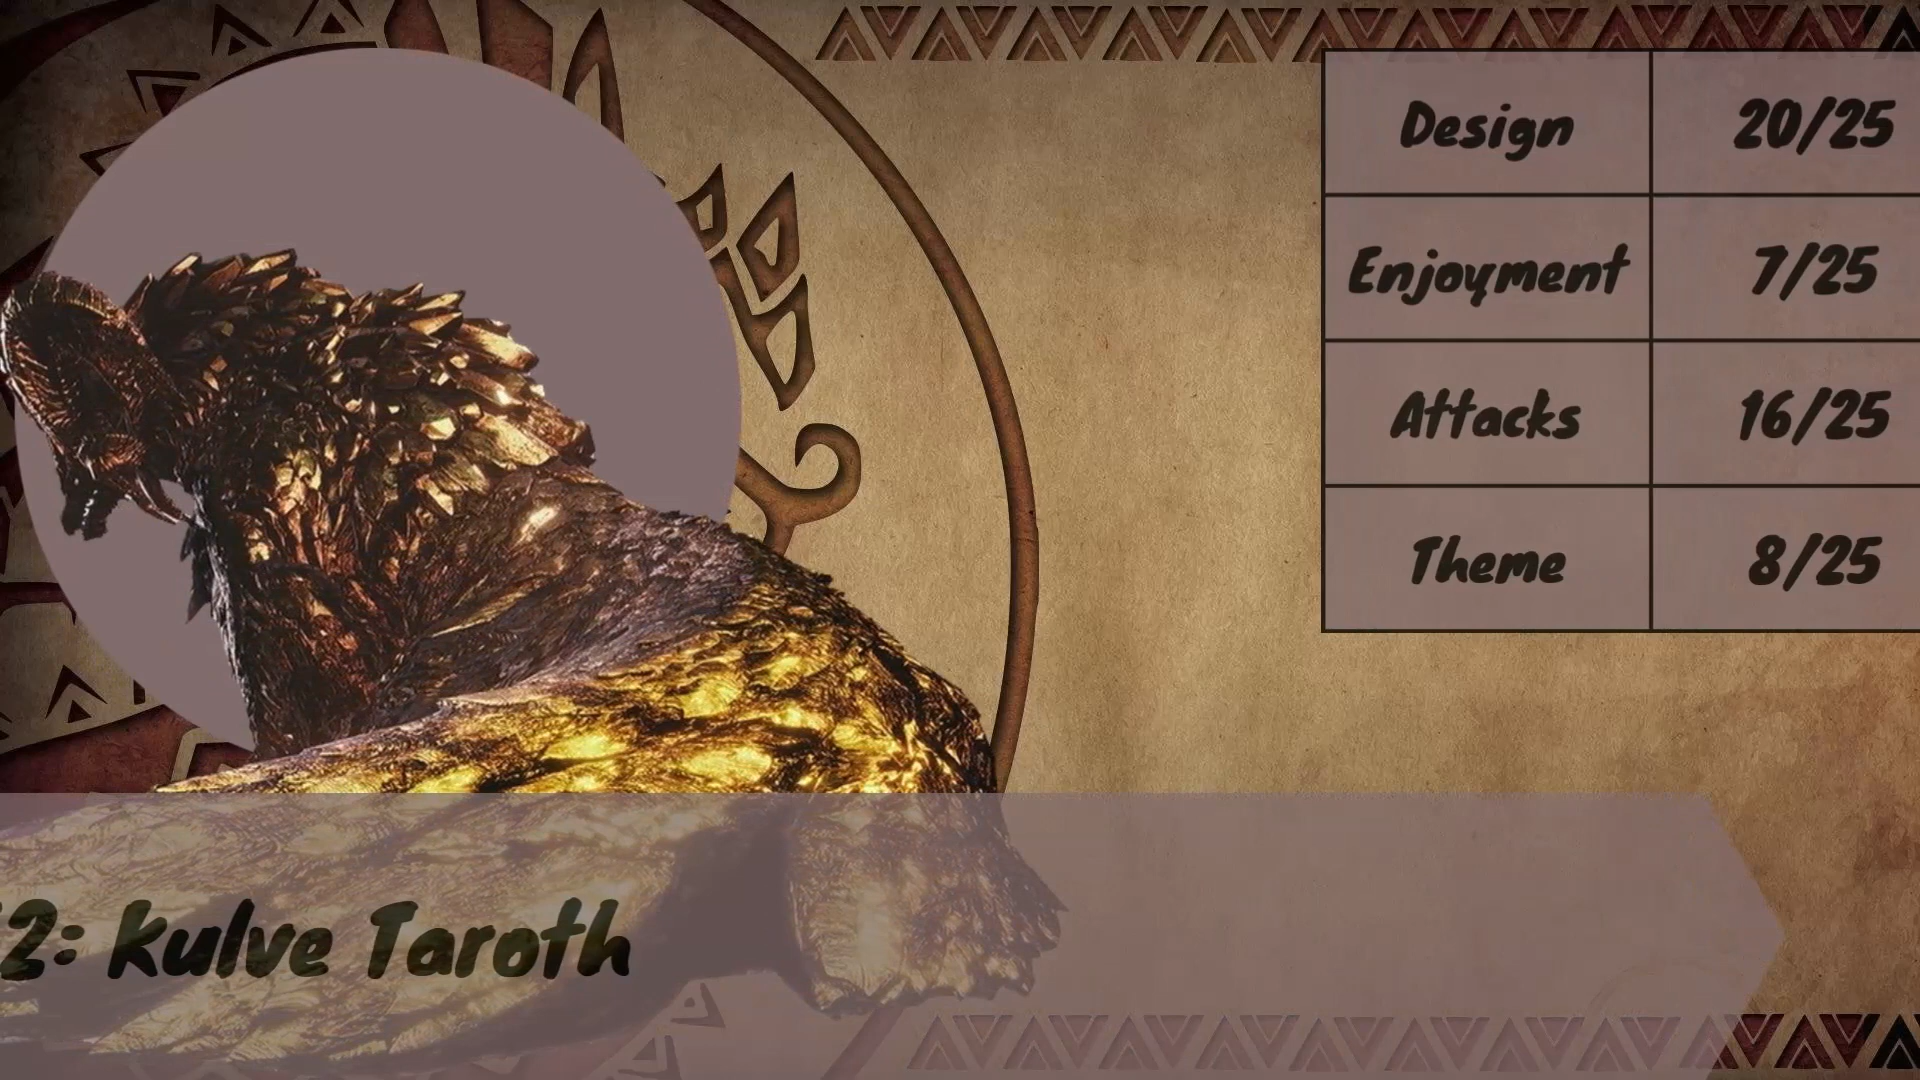 Design 20/25
Enjoyment 7/25
Attacks 16/25
Theme 8/25
2: Kulve Taroth